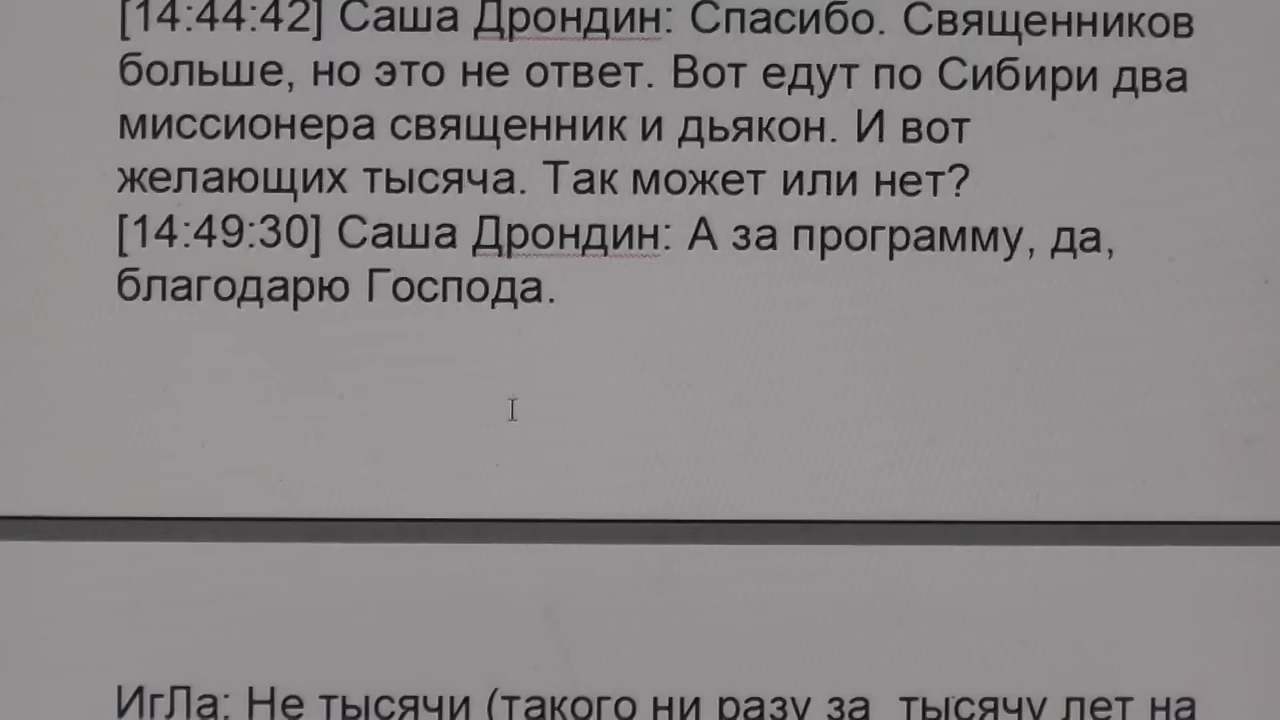 [14:44:42] Саша Дрондин: Спасибо. Священников
больше, но это не ответ. Вот едут по Сибири два
миссионера священник и дьякон. И вот
желающих тысяча. Так может или нет?
[14:49:30] Саша Дрондин: А за программу, да,
благодарю Господа.
ИгЛа: Не тысячи (такого ни разу за тысячу лет на